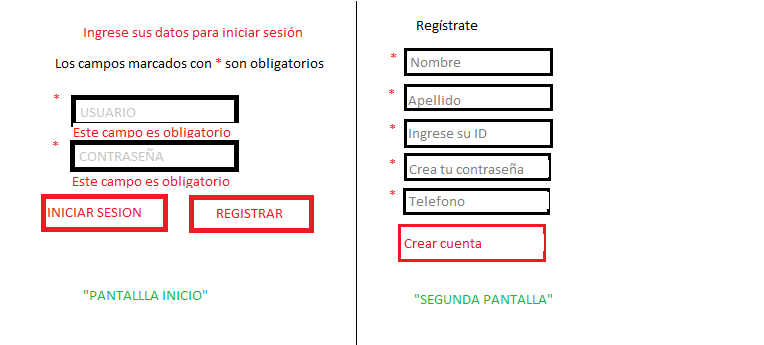 Ingrese sus datos para iniciar sesión
Los campos marcados con * son obligatorios
* USUARIO
Este campo es obligatorio
* CONTRASEÑA
Este campo es obligatorio
INICIAR SESION
REGISTRAR
"PANTALLLA INICIO"
Regístrate
* Nombre
* Apellido
* Ingrese su ID
* Crea tu contraseña
* Telefono
Crear cuenta
"SEGUNDA PANTALLA"